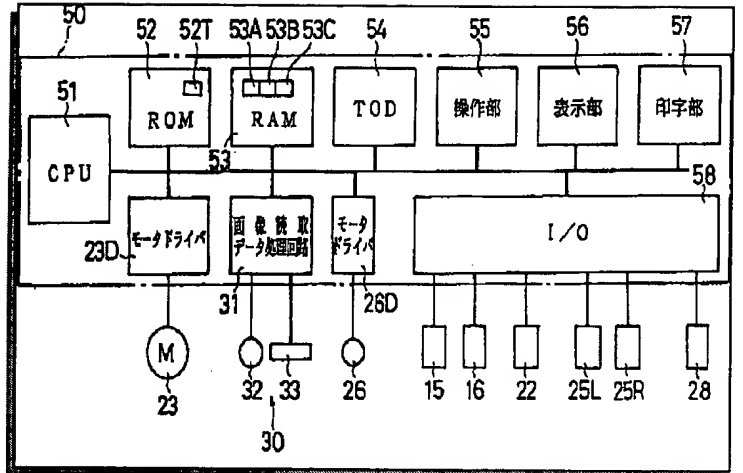 50 52 52T 53A 53B 53C 54 55 56 57
51
ROM RAM TOD 操作部 表示部 印字部
CPU
53
58
23D モータドライバ 画像読取データ処理回路 モータドライバ I/O
31 26D
M
23 32 33 26 15 16 22 25L 25R 28
30